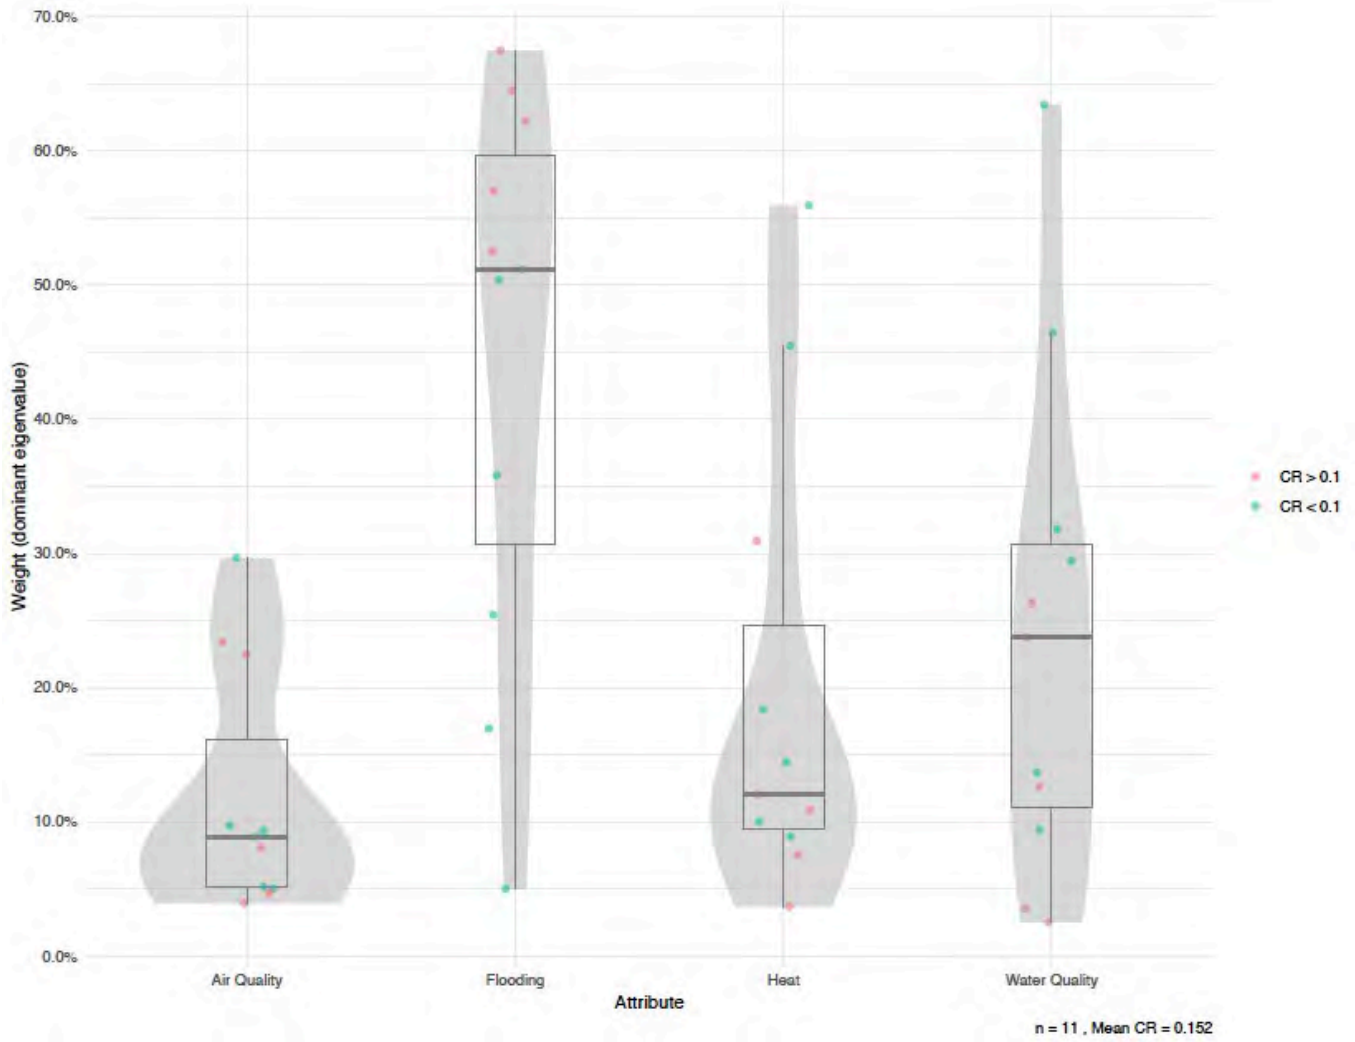 70.0%
60.0%
50.0%
40.0%
30.0%
20.0%
10.0%
0.0%
Weight (dominant eigenvalue)
Air Quality
Flooding
Heat
Water Quality
Attribute
CR > 0.1
CR < 0.1
n = 11 , Mean CR = 0.152